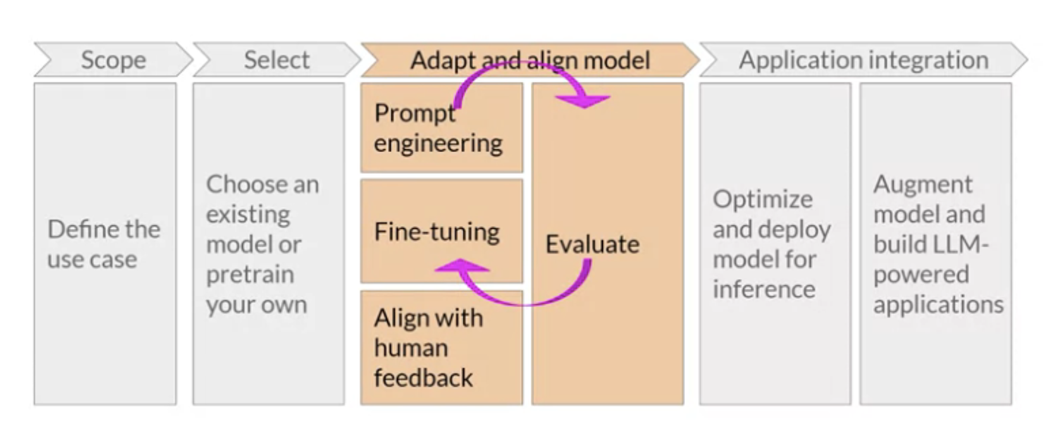 Scope
Select
Adapt and align model
Application integration
Define the
use case
Choose an
existing
model or
pretrain
your own
Prompt
engineering
Fine-tuning
Align with
human
feedback
Evaluate
Optimize
and deploy
model for
inference
Augment
model and
build LLM-
powered
applications